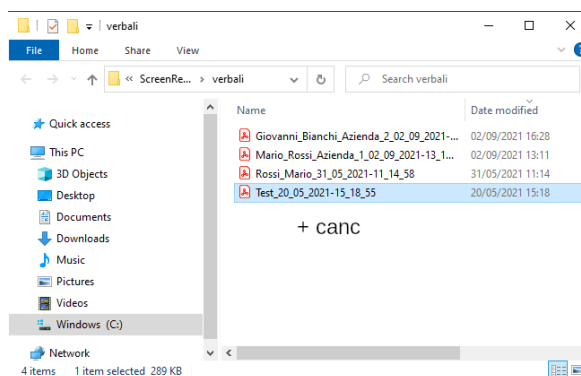 verbali
File Home Share View
« ScreenRe... › verbali
Search verbali
Name Date modified
Quick access
This PC
3D Objects
Desktop
Documents
Downloads
Music
Pictures
Videos
Windows (C:)
Network
Giovanni_Bianchi_Azienda_2_02_09_2021-... 02/09/2021 16:28
Mario_Rossi_Azienda_1_02_09_2021-13_1... 02/09/2021 13:11
Rossi_Mario_31_05_2021-11_14_58 31/05/2021 11:14
Test_20_05_2021-15_18_55 20/05/2021 15:18
+ canc
4 items 1 item selected 289 KB